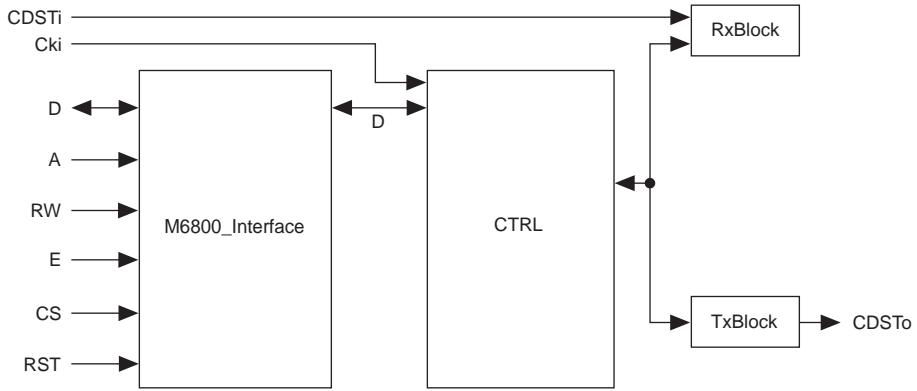 CDSTi
RxBlock
Cki
D
D
A
RW
M6800_Interface
CTRL
E
CS
TxBlock
CDSTo
RST